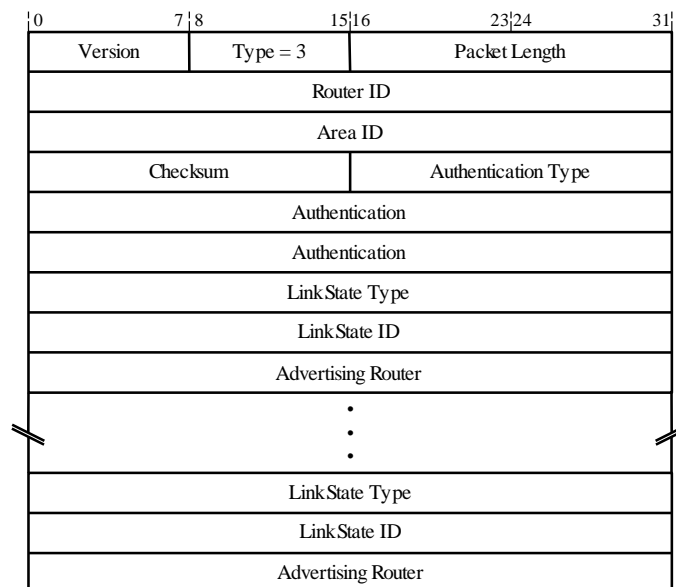 0 7 8 15 16 23 24 31
Version Type = 3 Packet Length
Router ID
Area ID
Checksum Authentication Type
Authentication
Authentication
LinkState Type
LinkState ID
Advertising Router
LinkState Type
LinkState ID
Advertising Router